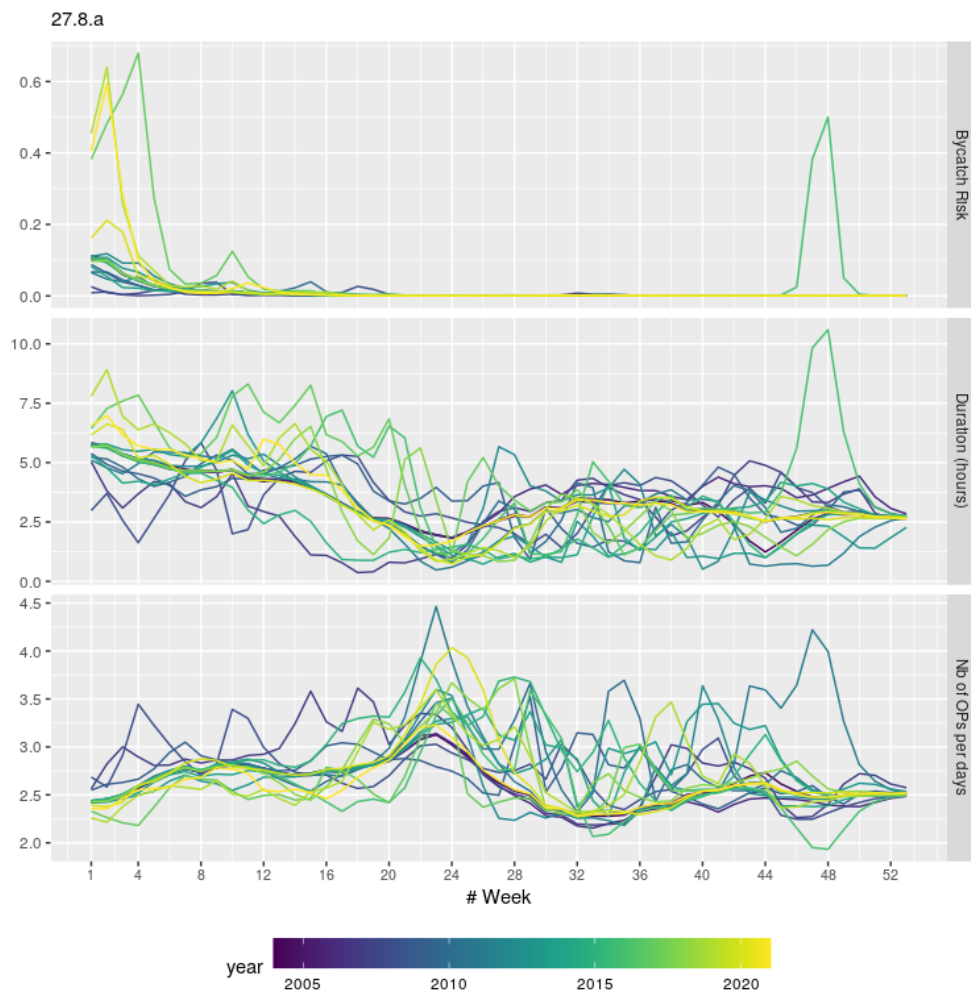 27.8.a
0.6
0.4
0.2
0.0
Bycatch Risk
10.0
7.5
5.0
2.5
0.0
Duration (hours)
4.5
4.0
3.5
3.0
2.5
2.0
Nb of OPs per days
1 4 8 12 16 20 24 28 32 36 40 44 48 52
# Week
year
2005 2010 2015 2020